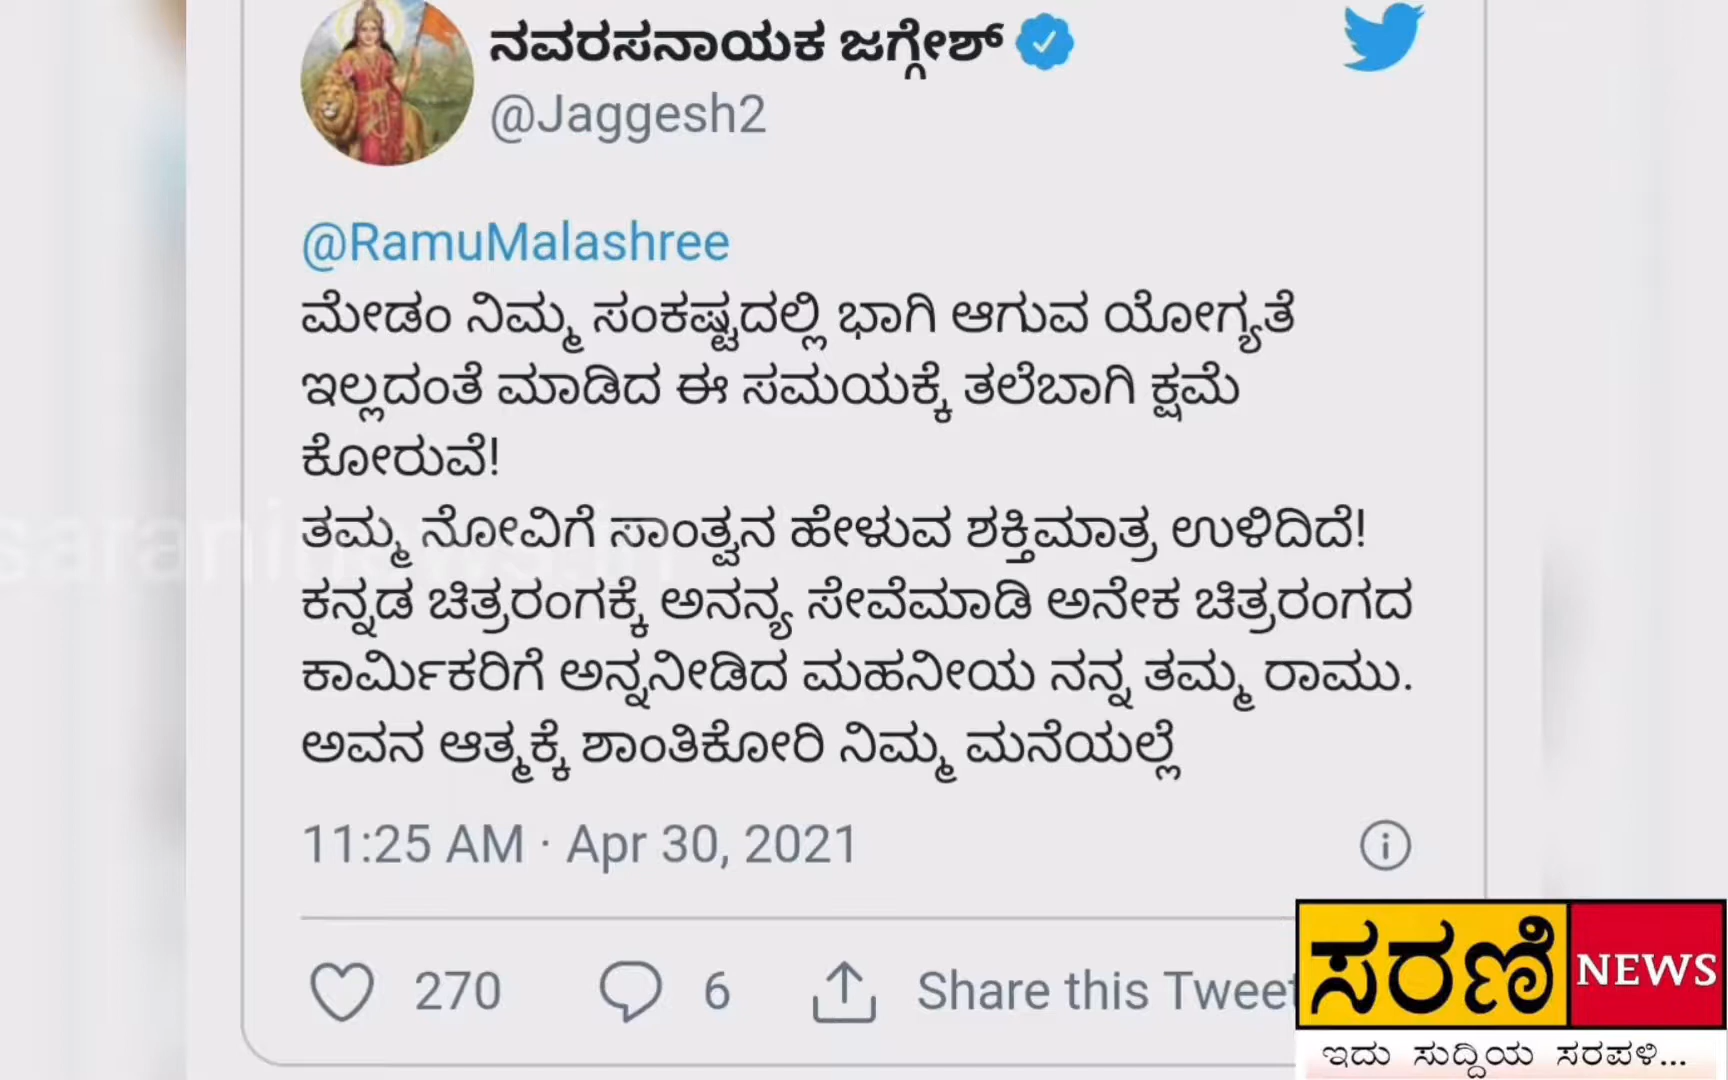 ನವರಸನಾಯಕ ಜಗ್ಗೇಶ್
@Jaggesh2
@RamuMalashree
ಮೇಡಂ ನಿಮ್ಮ ಸಂಕಷ್ಟದಲ್ಲಿ ಭಾಗಿ ಆಗುವ ಯೋಗ್ಯತೆ
ಇಲ್ಲದಂತೆ ಮಾಡಿದ ಈ ಸಮಯಕ್ಕೆ ತಲೆಬಾಗಿ ಕ್ಷಮೆ
ಕೋರುವೆ!
ತಮ್ಮ ನೋವಿಗೆ ಸಾಂತ್ವನ ಹೇಳುವ ಶಕ್ತಿಮಾತ್ರ ಉಳಿದಿದೆ!
ಕನ್ನಡ ಚಿತ್ರರಂಗಕ್ಕೆ ಅನನ್ಯ ಸೇವೆಮಾಡಿ ಅನೇಕ ಚಿತ್ರರಂಗದ
ಕಾರ್ಮಿಕರಿಗೆ ಅನ್ನನೀಡಿದ ಮಹನೀಯ ನನ್ನ ತಮ್ಮ ರಾಮು.
ಅವನ ಆತ್ಮಕ್ಕೆ ಶಾಂತಿಕೋರಿ ನಿಮ್ಮ ಮನೆಯಲ್ಲೆ
11:25 AM · Apr 30, 2021
270 6 Share this Tweet
ಸರಣಿ NEWS
ಇದು ಸುದ್ದಿಯ ಸರಪಳಿ...
saraninews.in